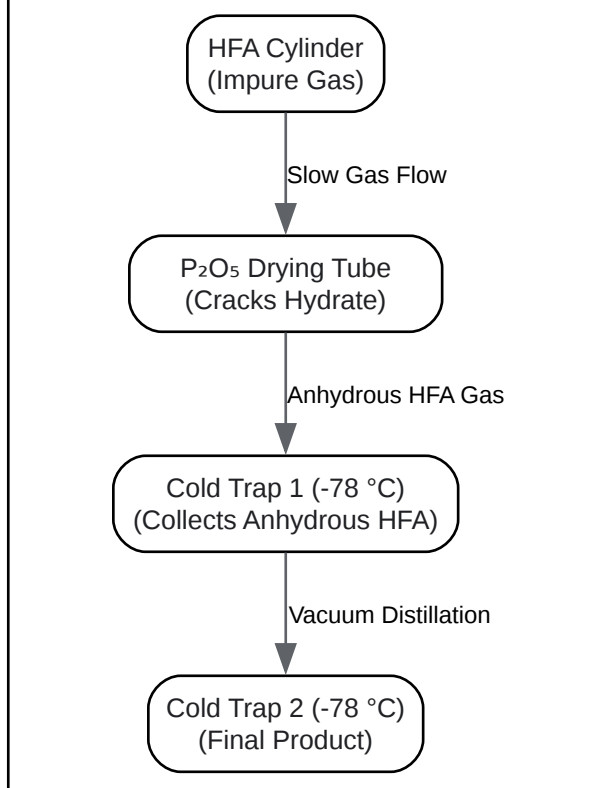 HFA Cylinder
(Impure Gas)
Slow Gas Flow
P₂O₅ Drying Tube
(Cracks Hydrate)
Anhydrous HFA Gas
Cold Trap 1 (-78 °C)
(Collects Anhydrous HFA)
Vacuum Distillation
Cold Trap 2 (-78 °C)
(Final Product)